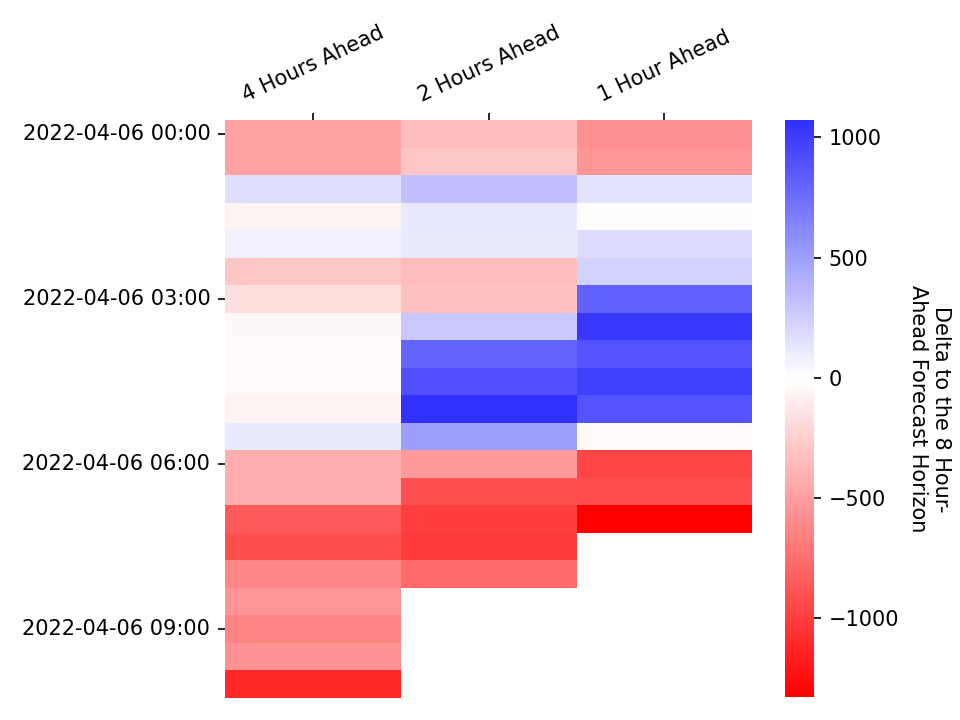 4 Hours Ahead
2 Hours Ahead
1 Hour Ahead
2022-04-06 00:00
2022-04-06 03:00
2022-04-06 06:00
2022-04-06 09:00
1000
500
0
−500
−1000
Delta to the 8 Hour-
Ahead Forecast Horizon